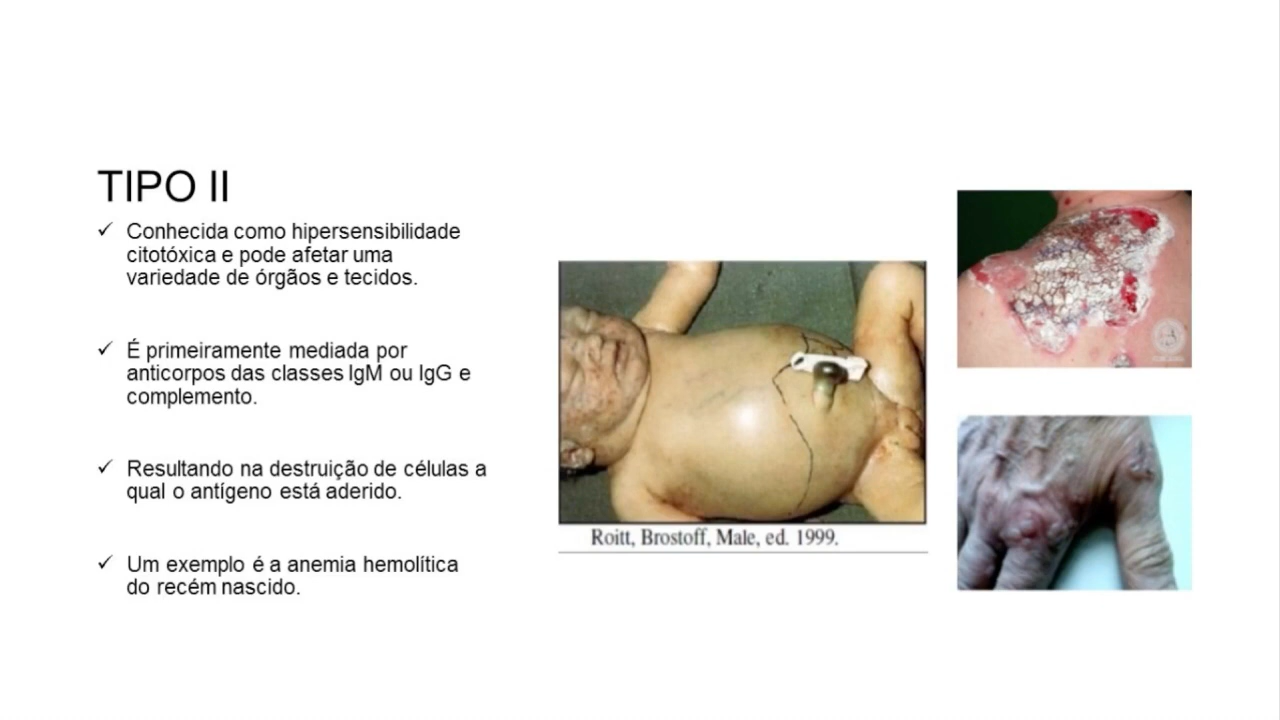 TIPO II
✓ Conhecida como hipersensibilidade
citotóxica e pode afetar uma
variedade de órgãos e tecidos.
✓ É primeiramente mediada por
anticorpos das classes IgM ou IgG e
complemento.
✓ Resultando na destruição de células a
qual o antígeno está aderido.
✓ Um exemplo é a anemia hemolítica
do recém nascido.
Roitt, Brostoff, Male, ed. 1999.